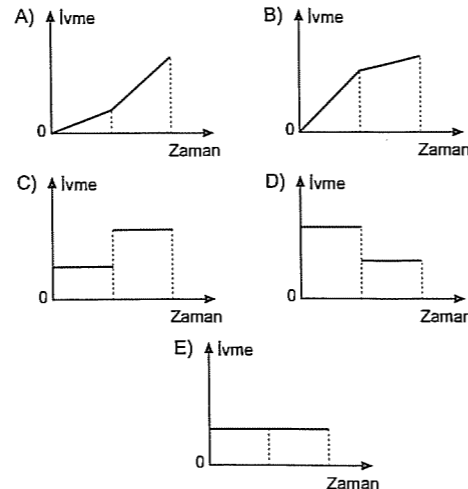 A) İvme
0
Zaman
B) İvme
0
Zaman
C) İvme
0
Zaman
D) İvme
0
Zaman
E) İvme
0
Zaman